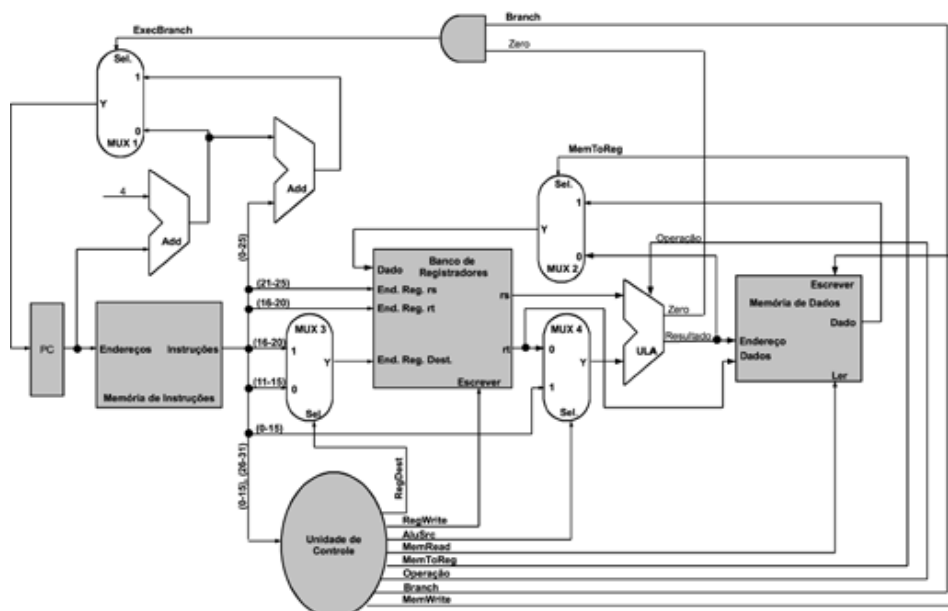 Branch
ExecBranch
Zero
Sel.
1
Y
0
MUX 1
MemToReg
4
Add
Add
Sel.
1
Y
0
MUX 2
Operação
(0-25)
Banco de
Registradores
Dado
(21-25)
End. Reg. rs
rs
(16-20)
End. Reg. rt
rt
End. Reg. Dest.
Escrever
Zero
Resultado
ULA
Escrever
Memória de Dados
Dado
Endereço
Dados
Ler
PC
Endereços
Instruções
Memória de Instruções
(16-20)
(11-15)
MUX 3
1
Y
0
Sel.
MUX 4
0
Y
1
Sel.
(0-15)
(0-15), (26-31)
RegDest
Unidade de
Controle
RegWrite
AluSrc
MemRead
MemToReg
Operação
Branch
MemWrite